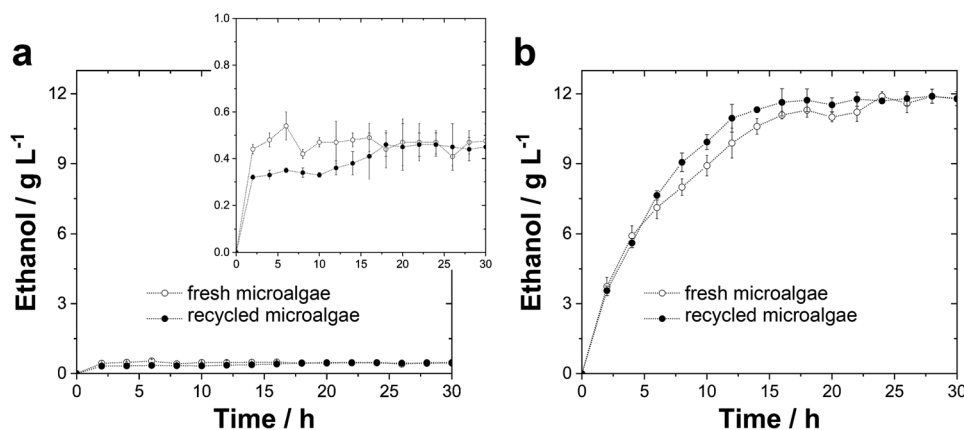 a
Ethanol / g L⁻¹
12
9
6
3
0
1.0
0.8
0.6
0.4
0.2
0.0
0 5 10 15 20 25 30
fresh microalgae
recycled microalgae
0 5 10 15 20 25 30
Time / h
b
Ethanol / g L⁻¹
12
9
6
3
0
fresh microalgae
recycled microalgae
0 5 10 15 20 25 30
Time / h